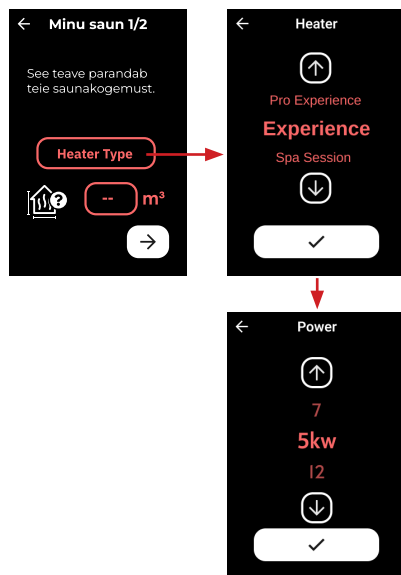 Minu saun 1/2
See teave parandab
teie saunakogemust.
Heater Type
?
-- m³
Heater
Pro Experience
Experience
Spa Session
Power
7
5kw
12